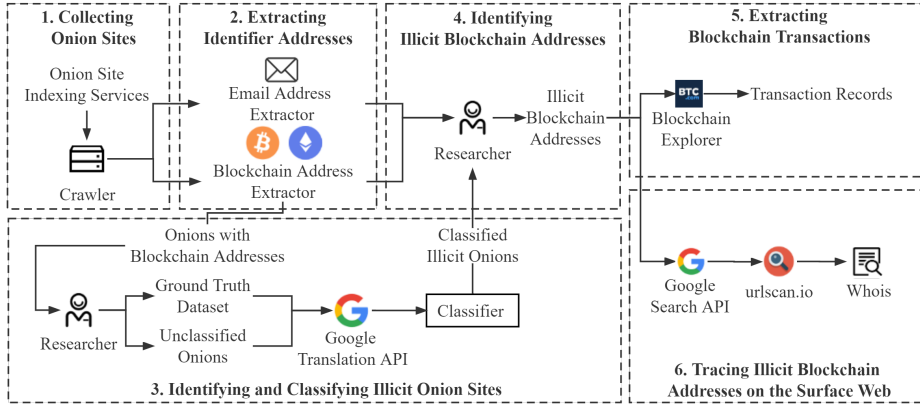 1. Collecting
Onion Sites
Onion Site
Indexing Services
Crawler
2. Extracting
Identifier Addresses
Email Address
Extractor
Blockchain Address
Extractor
4. Identifying
Illicit Blockchain Addresses
Researcher
Illicit
Blockchain
Addresses
5. Extracting
Blockchain Transactions
BTC
.com
Blockchain
Explorer
Transaction Records
Onions with
Blockchain Addresses
Researcher
Ground Truth
Dataset
Unclassified
Onions
Google
Translation API
Classifier
Classified
Illicit Onions
3. Identifying and Classifying Illicit Onion Sites
Google
Search API
urlscan.io
Whois
6. Tracing Illicit Blockchain
Addresses on the Surface Web